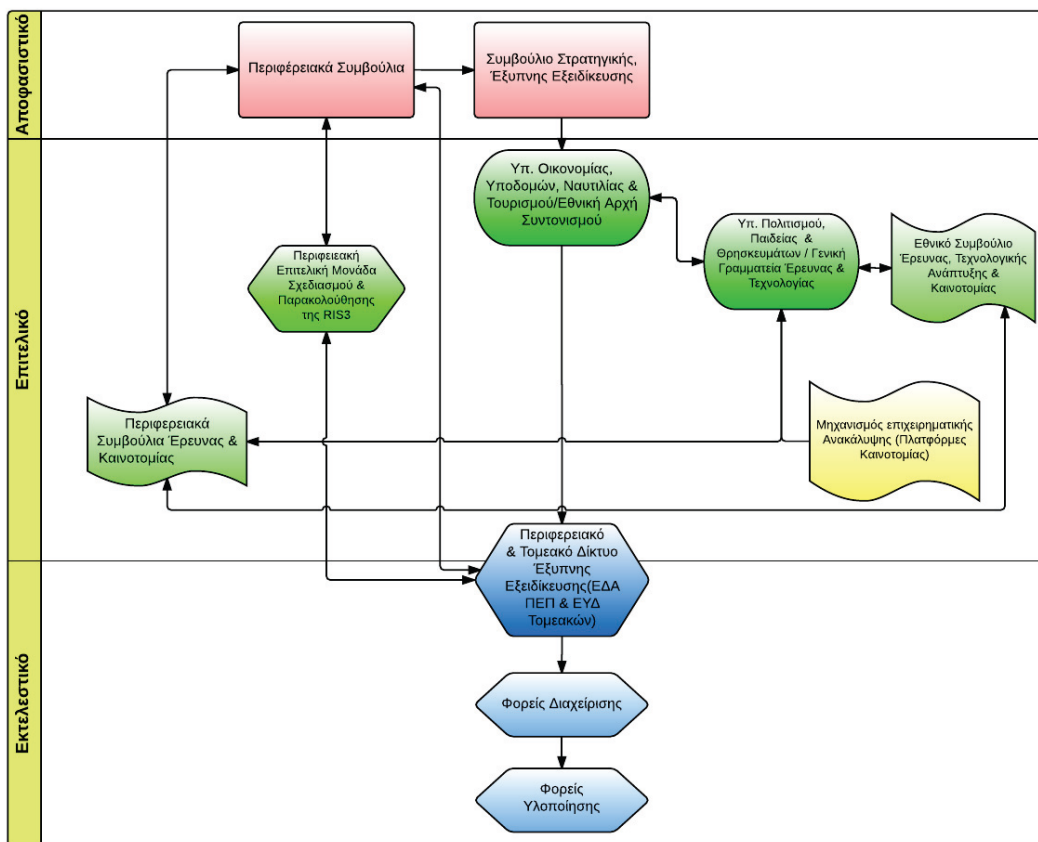 Αποφασιστικό
Περιφέρειακά Συμβούλια
Συμβούλιο Στρατηγικής,
Έξυπνης Εξειδίκευσης
Επιτελικό
Υπ. Οικονομίας,
Υποδομών, Ναυτιλίας &
Τουρισμού/Εθνική Αρχή
Συντονισμού
Υπ. Πολιτισμού,
Παιδείας &
Θρησκευμάτων / Γενική
Γραμματεία Έρευνας &
Τεχνολογίας
Εθνικό Συμβούλιο
Έρευνας, Τεχνολογικής
Ανάπτυξης &
Καινοτομίας
Περιφειεακή
Επιτελική Μονάδα
Σχεδιασμού &
Παρακολούθησης
της RIS3
Περιφερειακά
Συμβούλια Έρευνας &
Καινοτομίας
Μηχανισμός επιχειρηματικής
Ανακάλυψης (Πλατφόρμες
Καινοτομίας)
Εκτελεστικό
Περιφερειακό
& Τομεακό Δίκτυο
Έξυπνης
Εξειδίκευσης(ΕΔΑ
ΠΕΠ & ΕΥΔ
Τομεακών)
Φορείς Διαχείρισης
Φορείς
Υλοποίησης